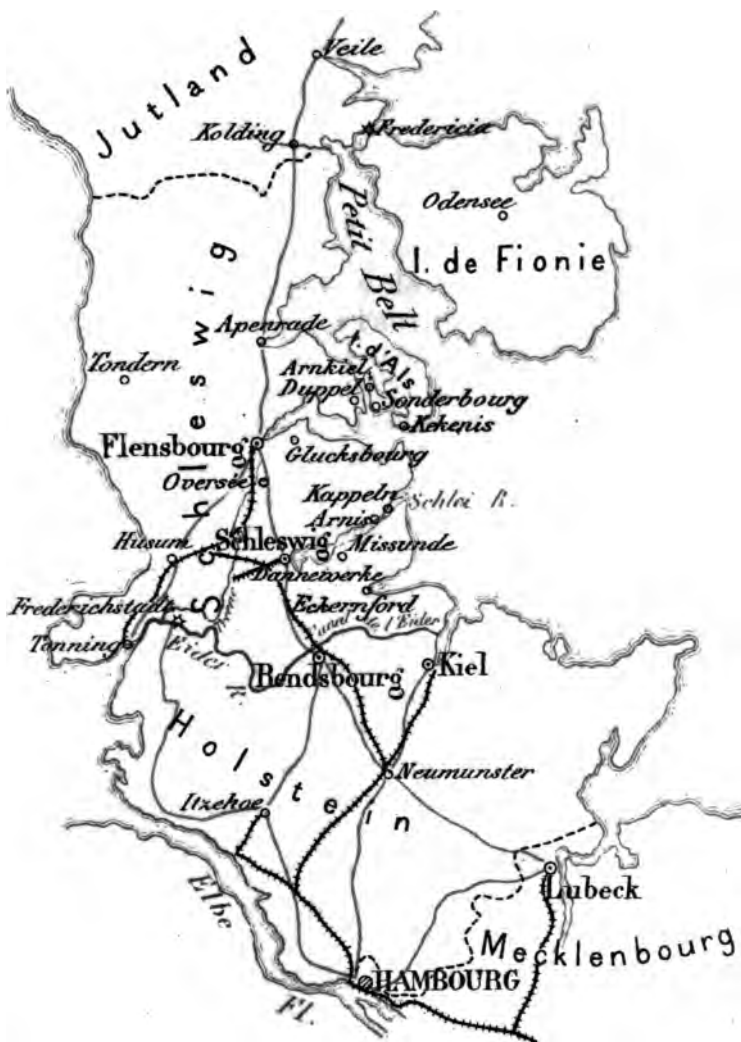 Veile
Jutland
Kolding
Fredericia
Petit Belt
Odensee
I. de Fionie
Schleswig
Apenrade
I. d'Als
Tondern
Arnkiel
Duppel
Sonderbourg
Kekenis
Flensbourg
Glucksbourg
Oversée
Kappeln
Schlei R.
Arnis
Husum
Schleswig
Missunde
Dannewerke
Frederichstadt
Eckernford
Canal de l'Eider
Tonning
Eider R.
Rendsbourg
Kiel
Holstein
Neumunster
Itzehoe
Elbe Fl.
Lubeck
Mecklenbourg
HAMBOURG